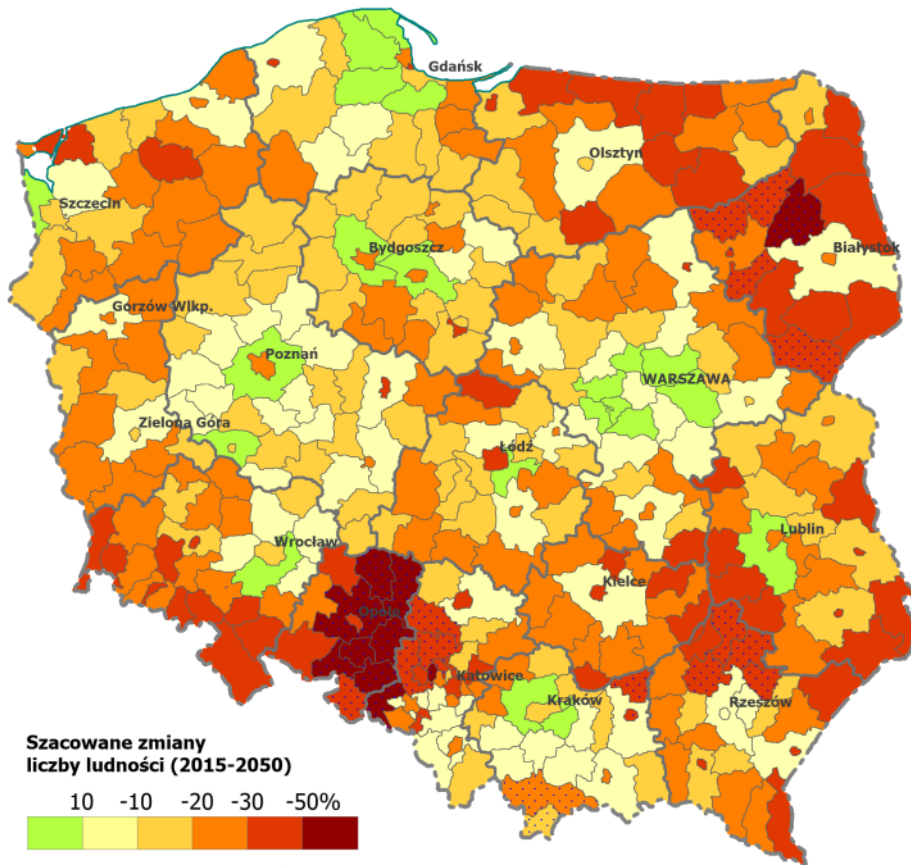 Gdańsk
Olsztyn
Szczecin
Bydgoszcz
Białystok
Gorzów Wlkp.
Poznań
WARSZAWA
Zielona Góra
Łódź
Wrocław
Lublin
Kielce
Opole
Katowice
Kraków
Rzeszów
Szacowane zmiany
liczby ludności (2015-2050)
10 -10 -20 -30 -50%